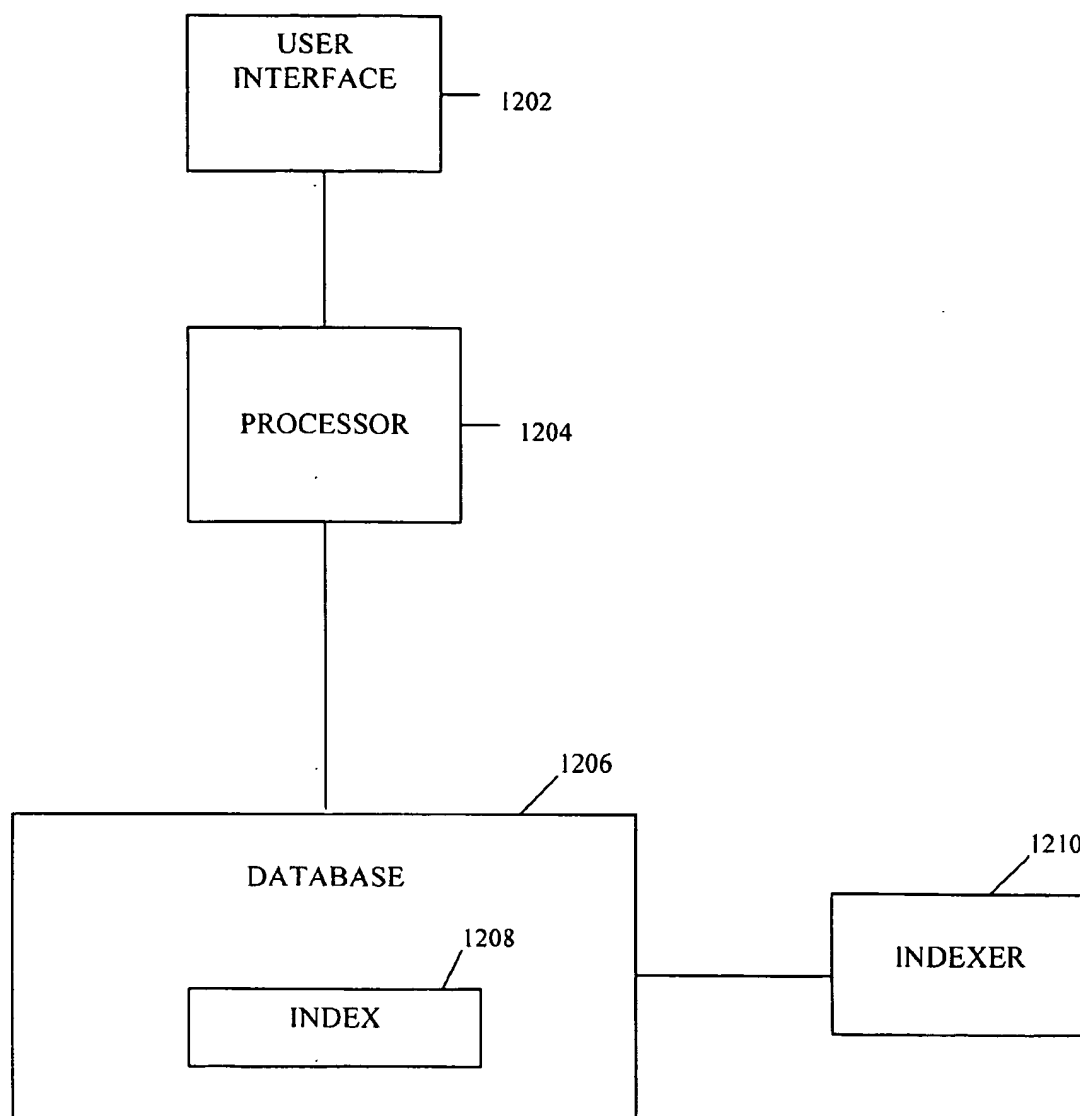 USER
INTERFACE
1202
PROCESSOR
1204
1206
DATABASE
1210
INDEXER
1208
INDEX